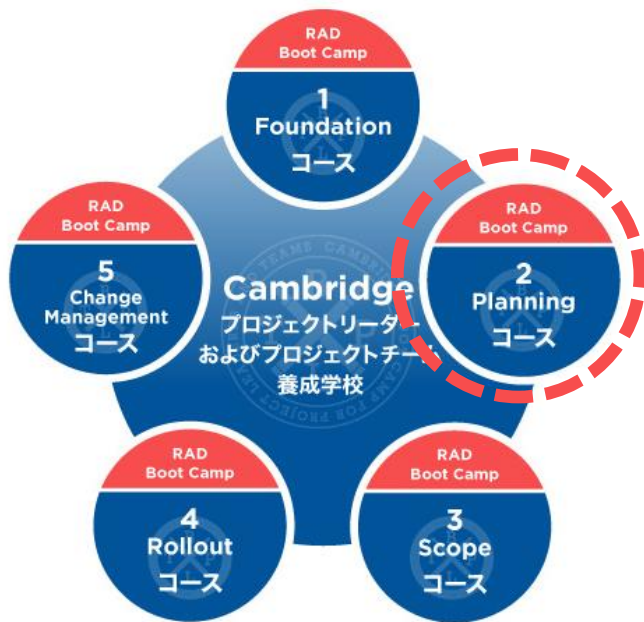 RAD
Boot Camp
1
Foundation
コース
RAD
Boot Camp
2
Planning
コース
RAD
Boot Camp
3
Scope
コース
RAD
Boot Camp
4
Rollout
コース
RAD
Boot Camp
5
Change
Management
コース
Cambridge
プロジェクトリーダー
およびプロジェクトチーム
養成学校